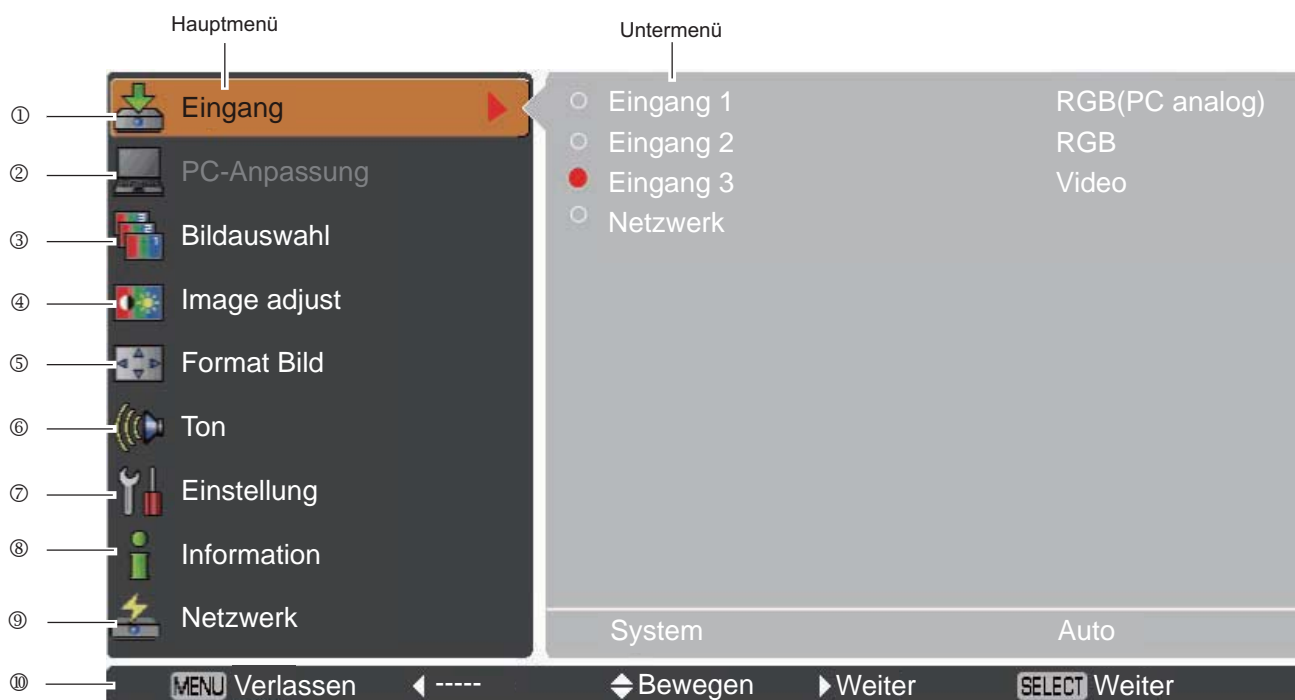 Hauptmenü Untermenü
① Eingang Eingang 1 RGB(PC analog)
Eingang 2 RGB
② PC-Anpassung Eingang 3 Video
Netzwerk
③ Bildauswahl
④ Image adjust
⑤ Format Bild
⑥ Ton
⑦ Einstellung
⑧ Information
⑨ Netzwerk System Auto
⑩ MENU Verlassen ----- Bewegen Weiter SELECT Weiter